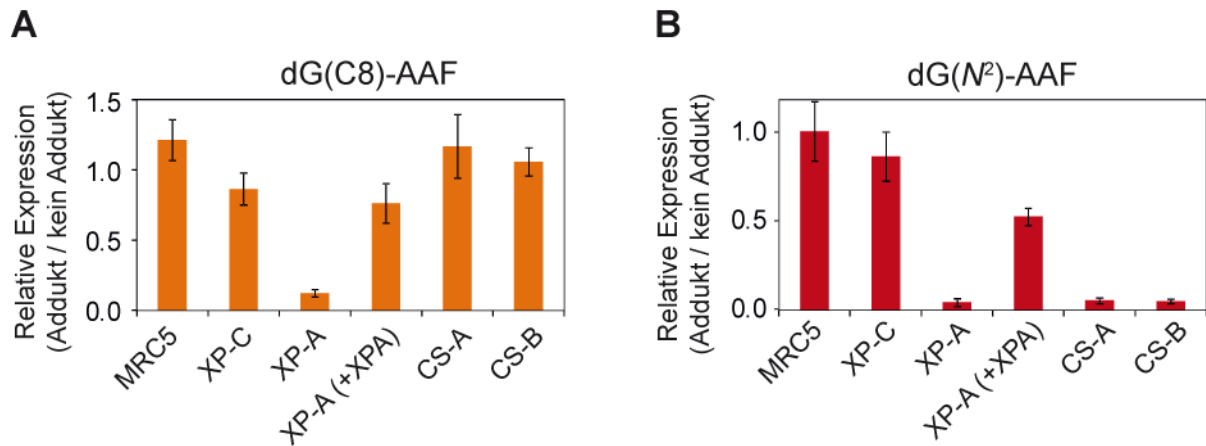 A
dG(C8)-AAF
Relative Expression
(Addukt / kein Addukt)
1.5
1.0
0.5
0.0
MRC5
XP-C
XP-A
XP-A (+XPA)
CS-A
CS-B
B
dG(N²)-AAF
Relative Expression
(Addukt / kein Addukt)
1.0
0.5
0.0
MRC5
XP-C
XP-A
XP-A (+XPA)
CS-A
CS-B